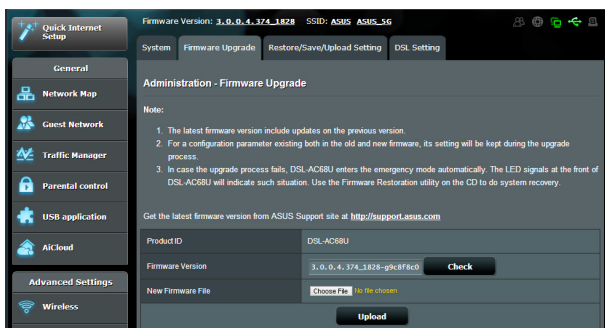 Quick Internet
Setup
Firmware Version: 3.0.0.4.374_1828 SSID: ASUS ASUS_5G
System
Firmware Upgrade
Restore/Save/Upload Setting
DSL Setting
General
Network Map
Guest Network
Traffic Manager
Parental control
USB application
AiCloud
Advanced Settings
Wireless
Administration - Firmware Upgrade
Note:
1. The latest firmware version include updates on the previous version.
2. For a configuration parameter existing both in the old and new firmware, its setting will be kept during the upgrade
process.
3. In case the upgrade process fails, DSL-AC68U enters the emergency mode automatically. The LED signals at the front of
DSL-AC68U will indicate such situation. Use the Firmware Restoration utility on the CD to do system recovery.
Get the latest firmware version from ASUS Support site at http://support.asus.com
Product ID DSL-AC68U
Firmware Version 3.0.0.4.374_1828-g9c8f8c0 Check
New Firmware File Choose File No file chosen
Upload